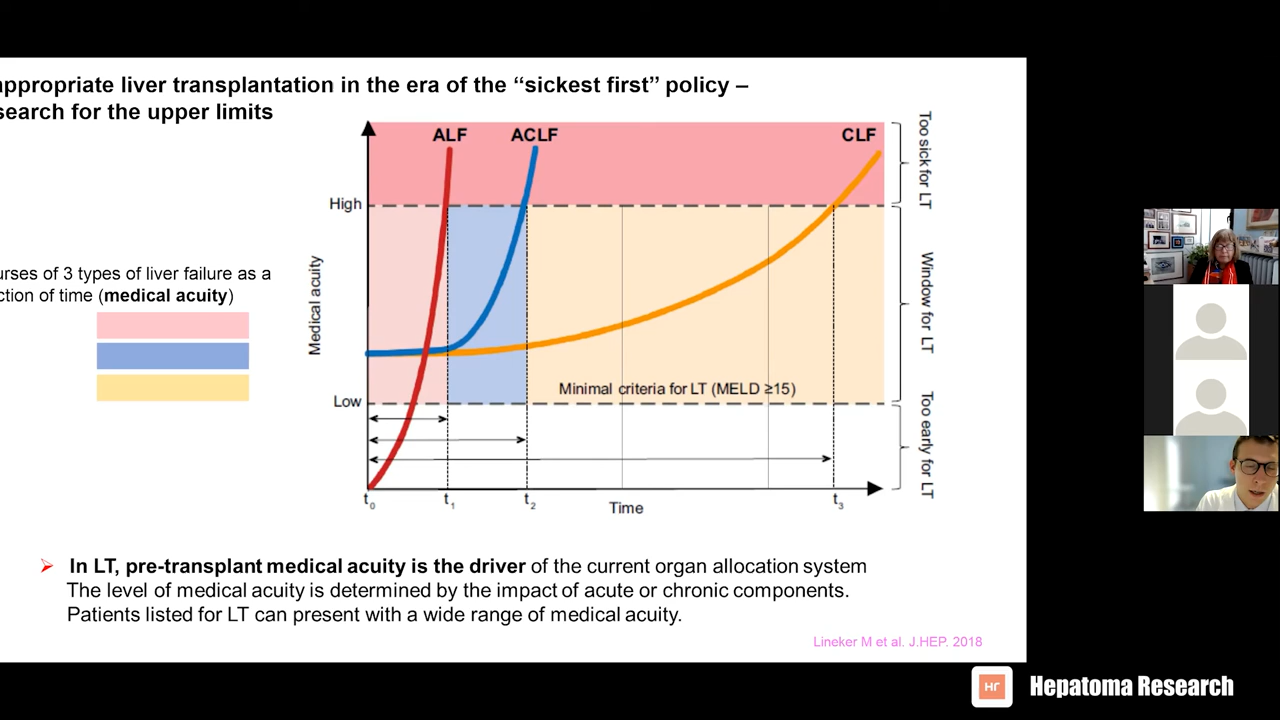 appropriate liver transplantation in the era of the “sickest first” policy –
search for the upper limits
ALF
ACLF
CLF
Too sick for LT
High
Window for LT
Medical acuity
urses of 3 types of liver failure as a
ction of time (medical acuity)
Minimal criteria for LT (MELD ≥15)
Low
Too early for LT
t0
t1
t2
t3
Time
➢ In LT, pre-transplant medical acuity is the driver of the current organ allocation system
The level of medical acuity is determined by the impact of acute or chronic components.
Patients listed for LT can present with a wide range of medical acuity.
Lineker M et al. J.HEP. 2018
Hr
Hepatoma Research